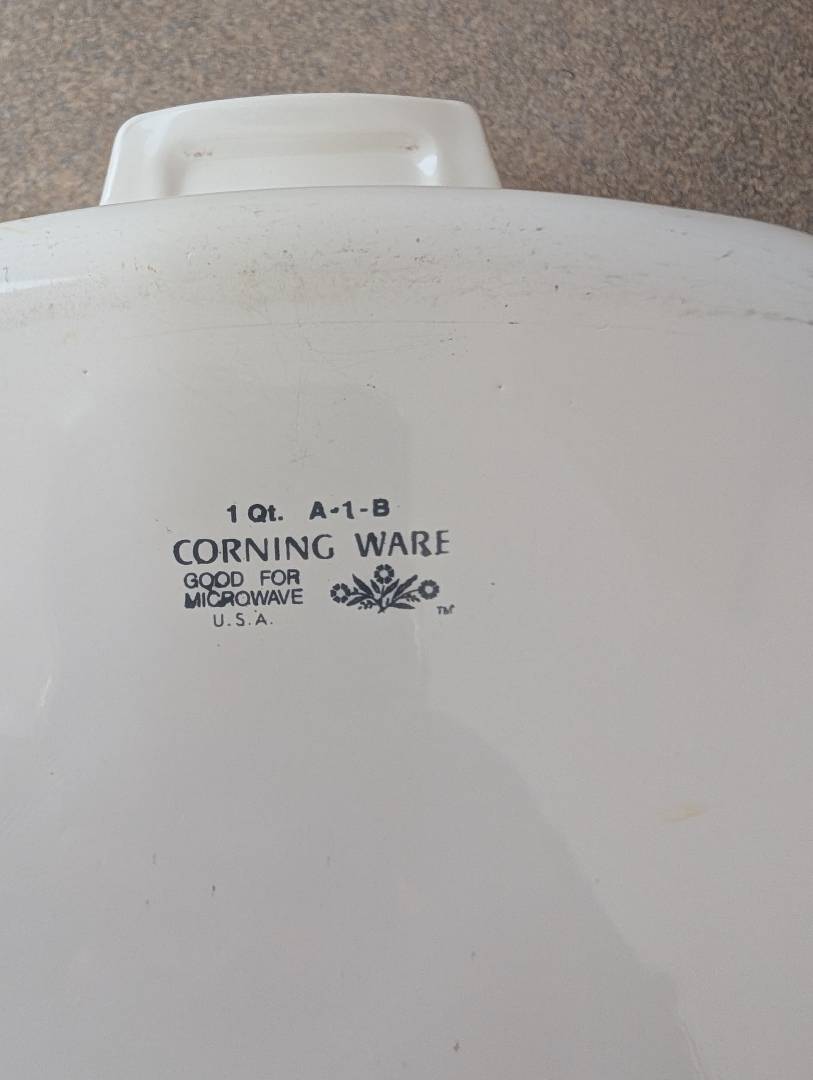 1 Qt. A-1-B
CORNING WARE
GOOD FOR
MICROWAVE
U.S.A.
TM